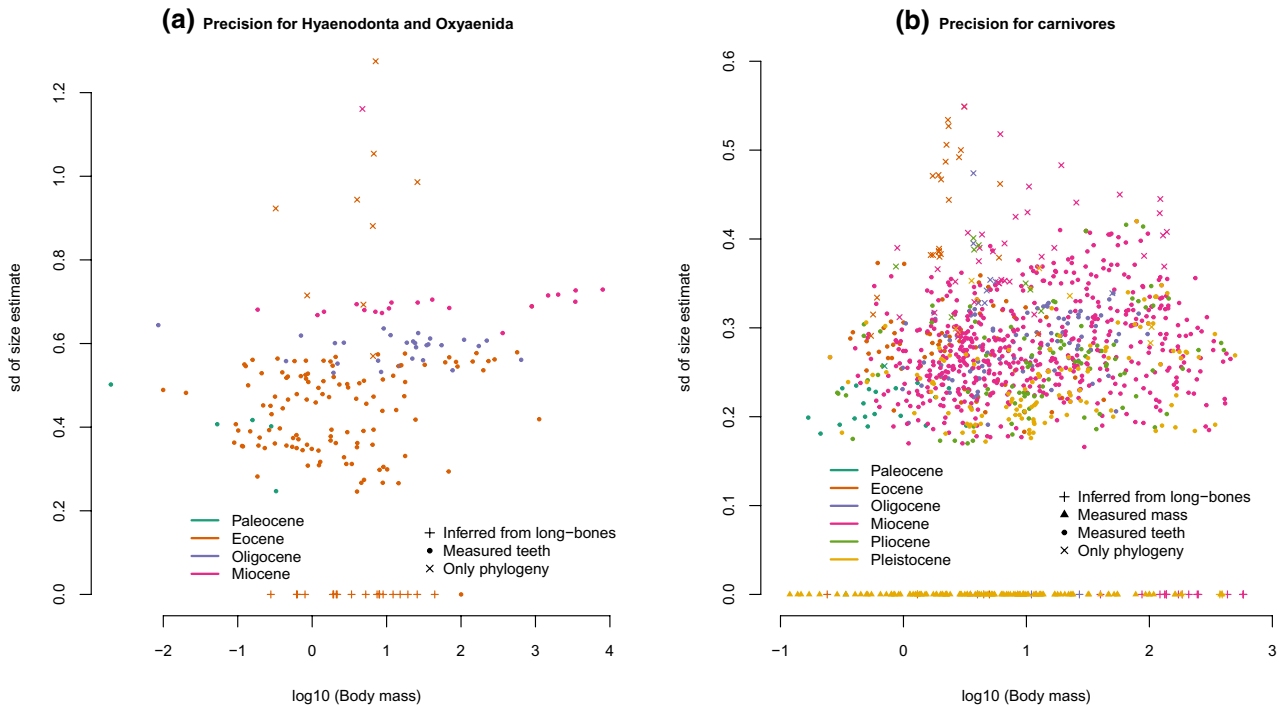 (a) Precision for Hyaenodonta and Oxyaenida
sd of size estimate
1.2
1.0
0.8
0.6
0.4
0.2
0.0
Paleocene
Eocene
Oligocene
Miocene
Inferred from long−bones
Measured teeth
Only phylogeny
−2 −1 0 1 2 3 4
log10 (Body mass)
(b) Precision for carnivores
sd of size estimate
0.6
0.5
0.4
0.3
0.2
0.1
0.0
Paleocene
Eocene
Oligocene
Miocene
Pliocene
Pleistocene
Inferred from long−bones
Measured mass
Measured teeth
Only phylogeny
−1 0 1 2 3
log10 (Body mass)